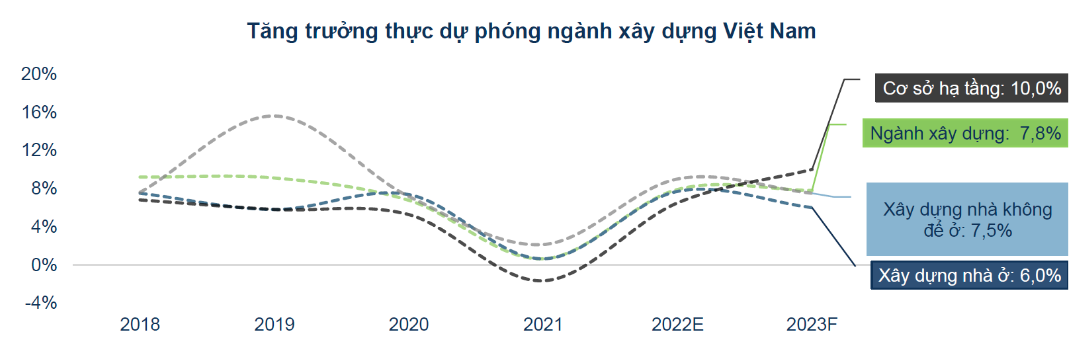 Tăng trưởng thực dự phóng ngành xây dựng Việt Nam
20%
16%
12%
8%
4%
0%
-4%
2018 2019 2020 2021 2022E 2023F
Cơ sở hạ tầng: 10,0%
Ngành xây dựng: 7,8%
Xây dựng nhà không
để ở: 7,5%
Xây dựng nhà ở: 6,0%